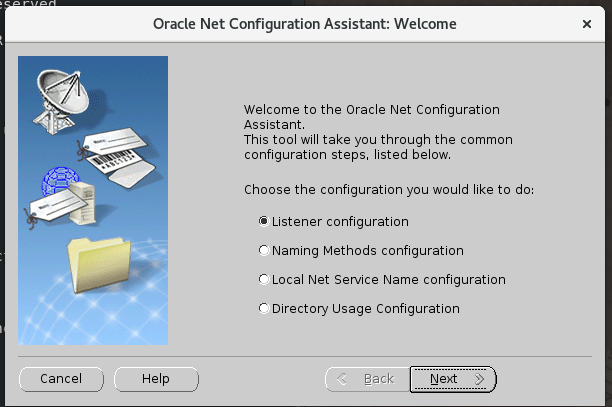 eserved
Oracle Net Configuration Assistant: Welcome
Welcome to the Oracle Net Configuration
Assistant.
This tool will take you through the common
configuration steps, listed below.
Choose the configuration you would like to do:
Listener configuration
Naming Methods configuration
Local Net Service Name configuration
Directory Usage Configuration
Cancel
Help
Back
Next